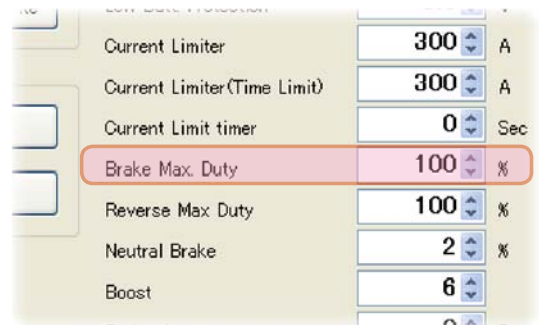 Current Limiter 300 A
Current Limiter(Time Limit) 300 A
Current Limit timer 0 Sec
Brake Max. Duty 100 %
Reverse Max Duty 100 %
Neutral Brake 2 %
Boost 6